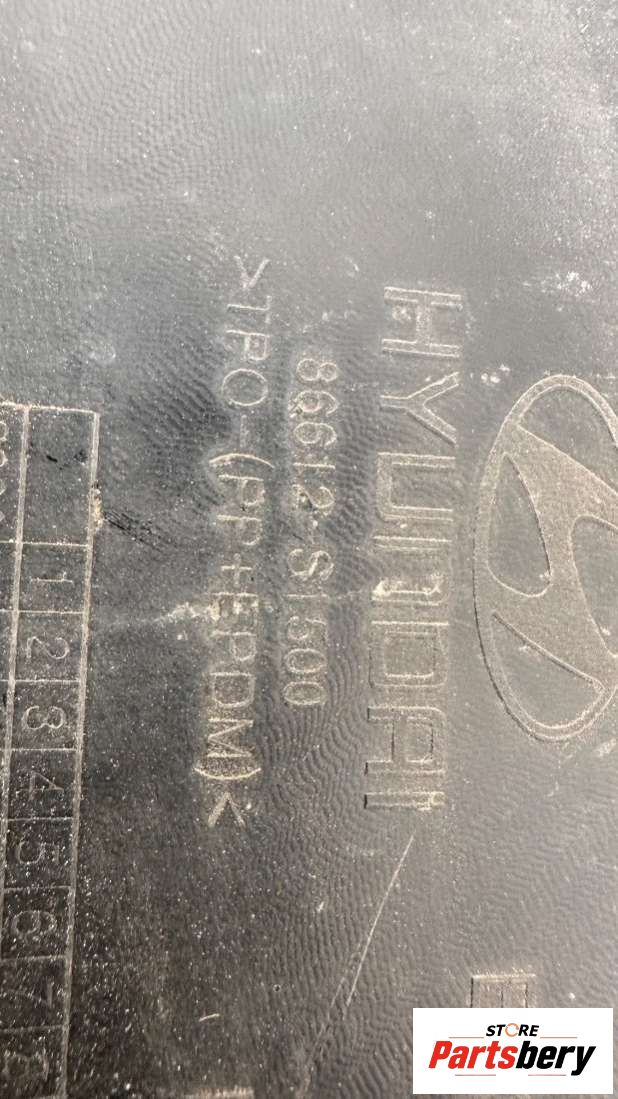 HYUNDAI
86612-S1500
>TPO-(PP+EPDM)<
1 2 3 4 5 6 7
STORE
Partsbery